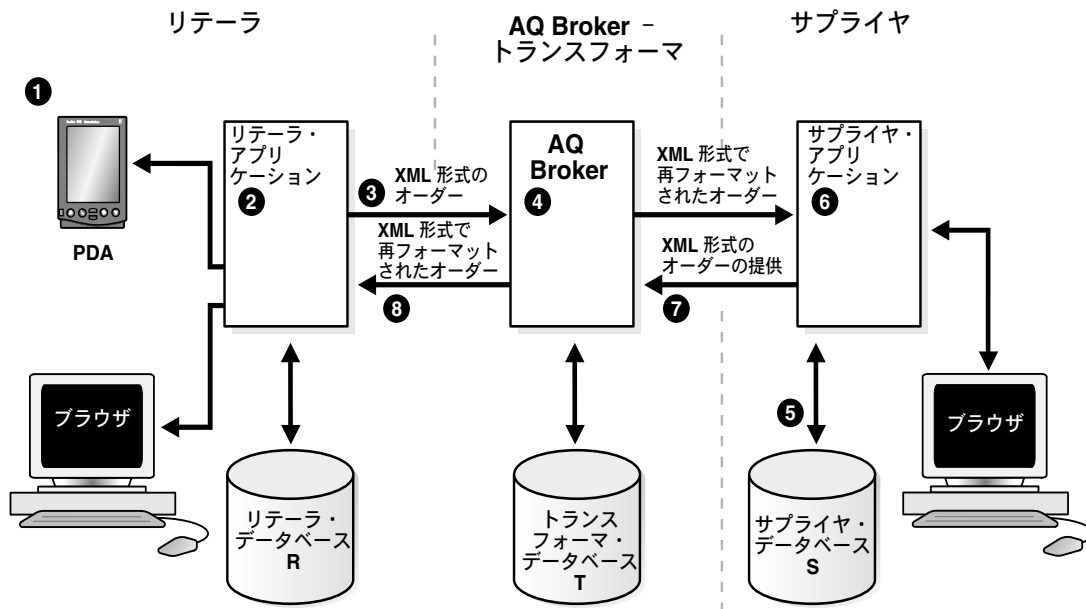 リテーラ
AQ Broker –
トランスフォーマ
サプライヤ
1
PDA
リテーラ・
アプリ
ケーション
2
3
XML 形式の
オーダー
XML 形式で
再フォーマット
されたオーダー
8
AQ
Broker
4
XML 形式で
再フォーマット
されたオーダー
XML 形式の
オーダーの提供
7
サプライヤ・
アプリ
ケーション
6
5
ブラウザ
リテーラ・
データベース
R
トランス
フォーマ・
データベース
T
サプライヤ・
データベース
S
ブラウザ